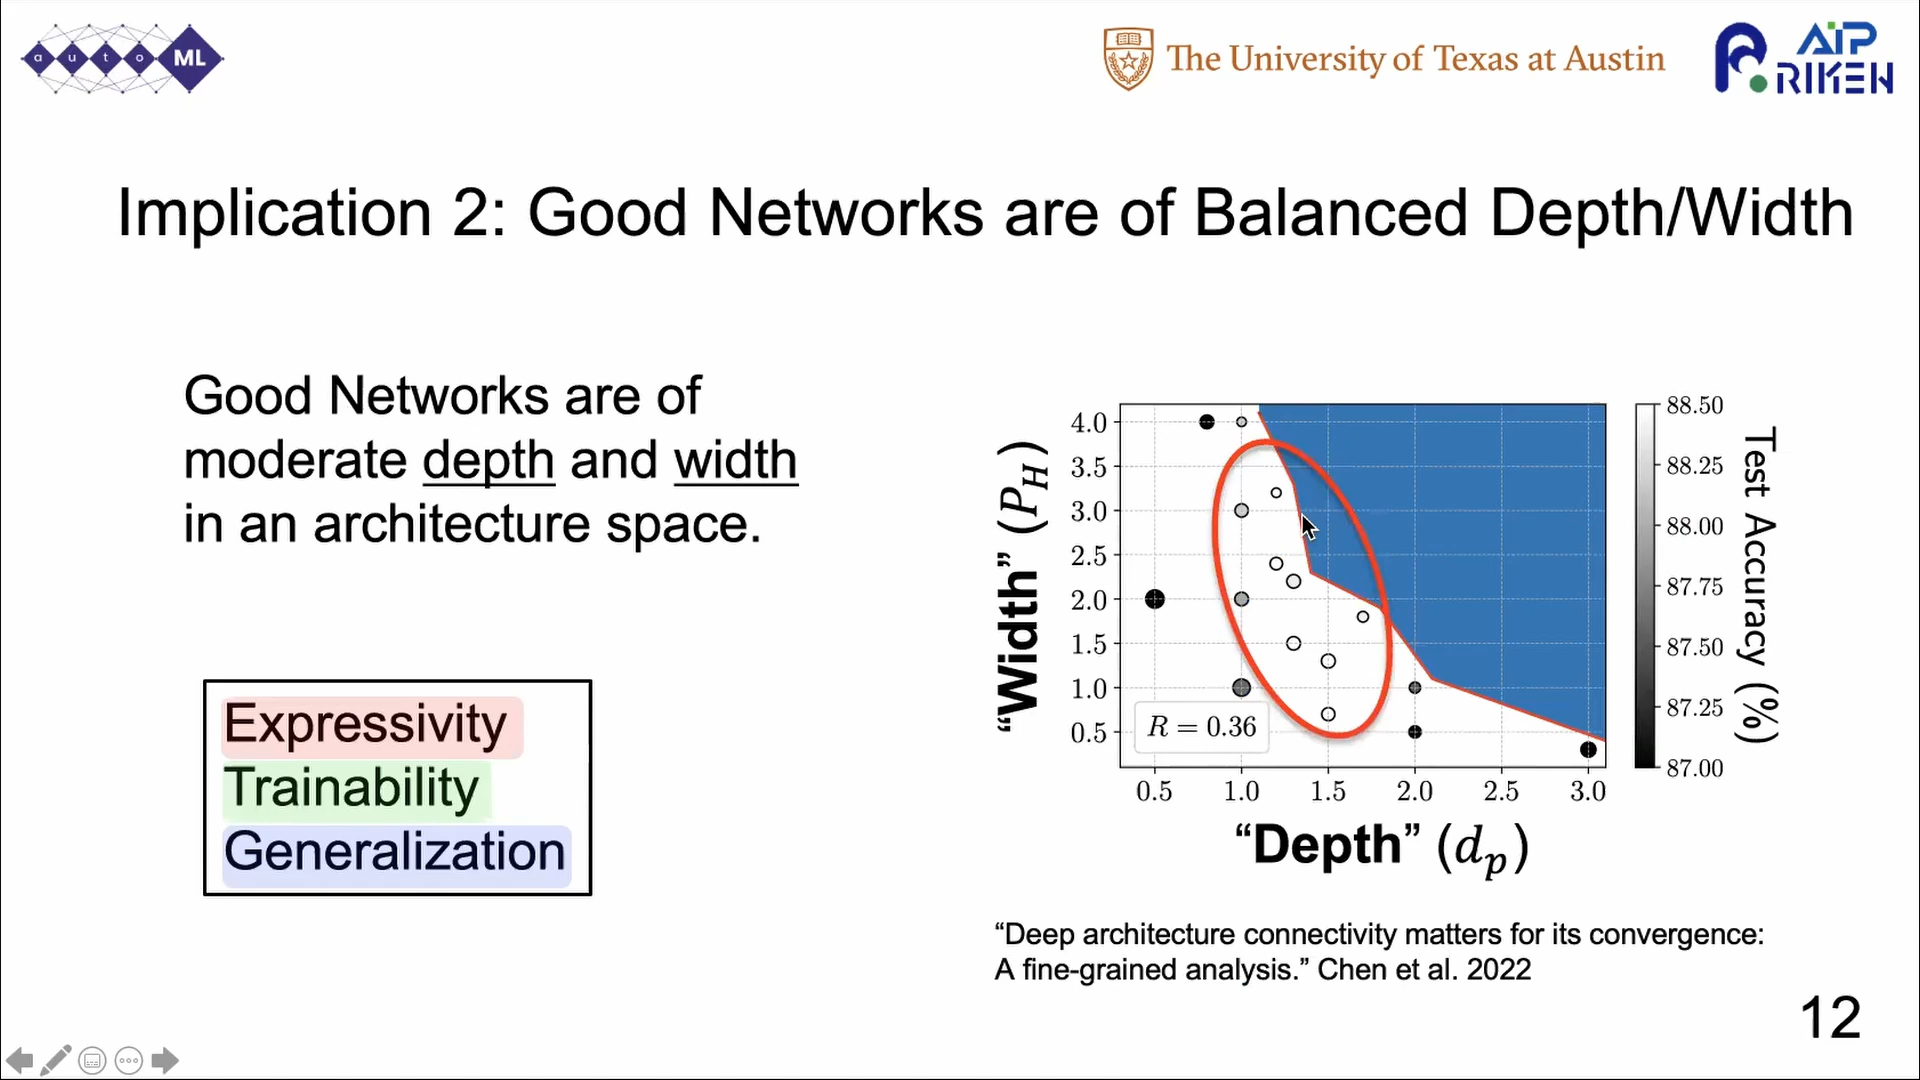 auto ML
The University of Texas at Austin
AIP
RIKEN
Implication 2: Good Networks are of Balanced Depth/Width
Good Networks are of
moderate depth and width
in an architecture space.
Expressivity
Trainability
Generalization
“Width” (P_H)
4.0
3.5
3.0
2.5
2.0
1.5
1.0
0.5
R = 0.36
0.5 1.0 1.5 2.0 2.5 3.0
“Depth” (d_p)
88.50
88.25
88.00
87.75
87.50
87.25
87.00
Test Accuracy (%)
“Deep architecture connectivity matters for its convergence:
A fine-grained analysis.” Chen et al. 2022
12